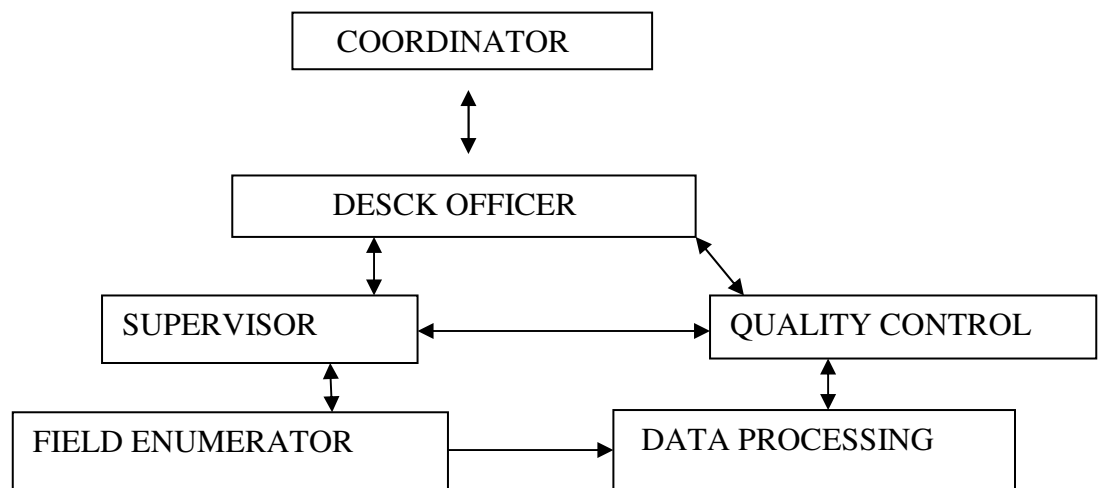 COORDINATOR
DESCK OFFICER
SUPERVISOR
QUALITY CONTROL
FIELD ENUMERATOR
DATA PROCESSING